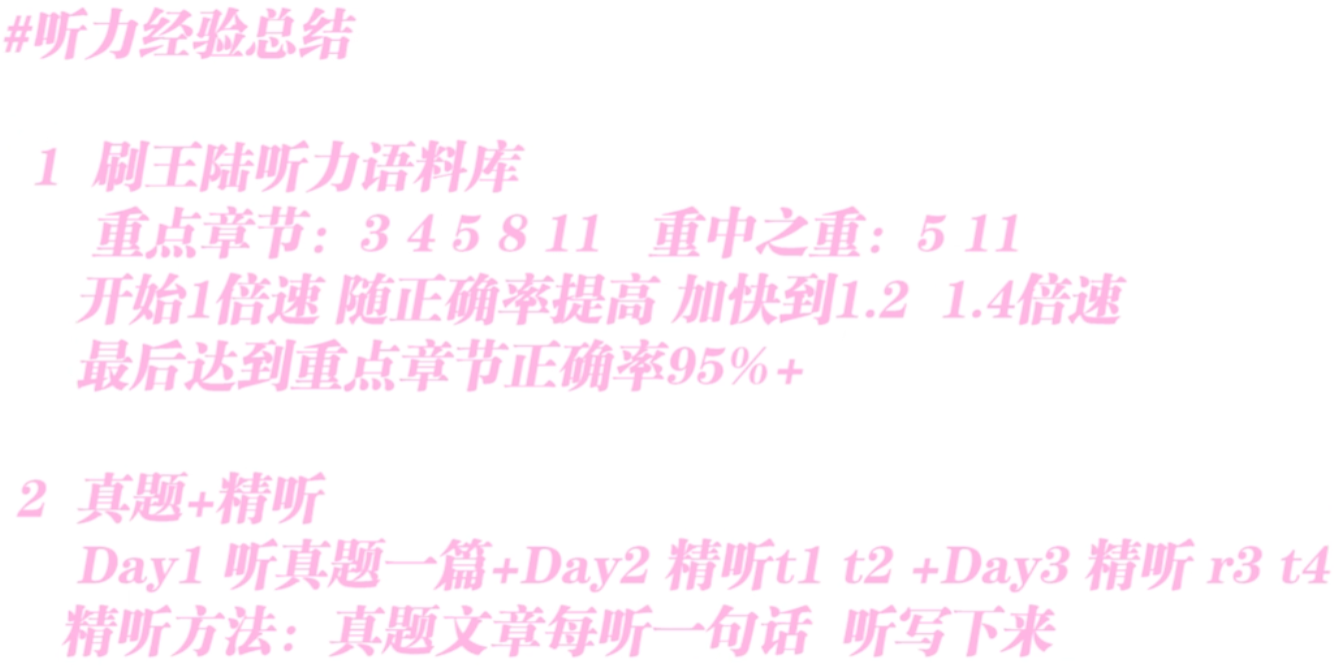 #听力经验总结
1 刷王陆听力语料库
重点章节：3 4 5 8 11 重中之重：5 11
开始1倍速 随正确率提高 加快到1.2 1.4倍速
最后达到重点章节正确率95%+
2 真题+精听
Day1 听真题一篇+Day2 精听t1 t2 +Day3 精听 r3 t4
精听方法：真题文章每听一句话 听写下来